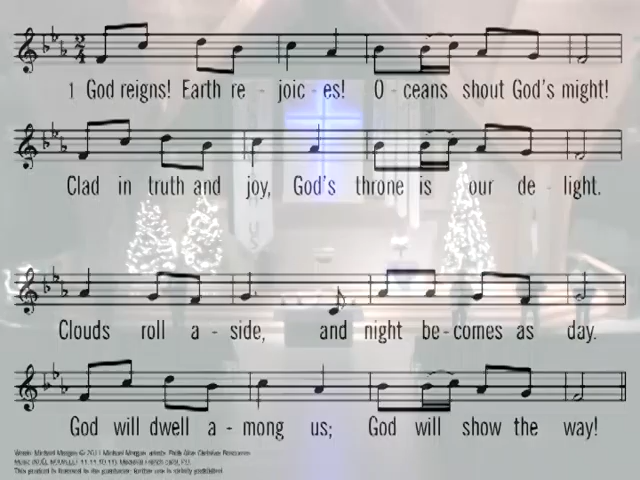 1 God reigns! Earth re - joic - es! O - ceans shout God's might!
Clad in truth and joy, God's throne is our de - light.
Clouds roll a - side, and night be - comes as day.
God will dwell a - mong us; God will show the way!